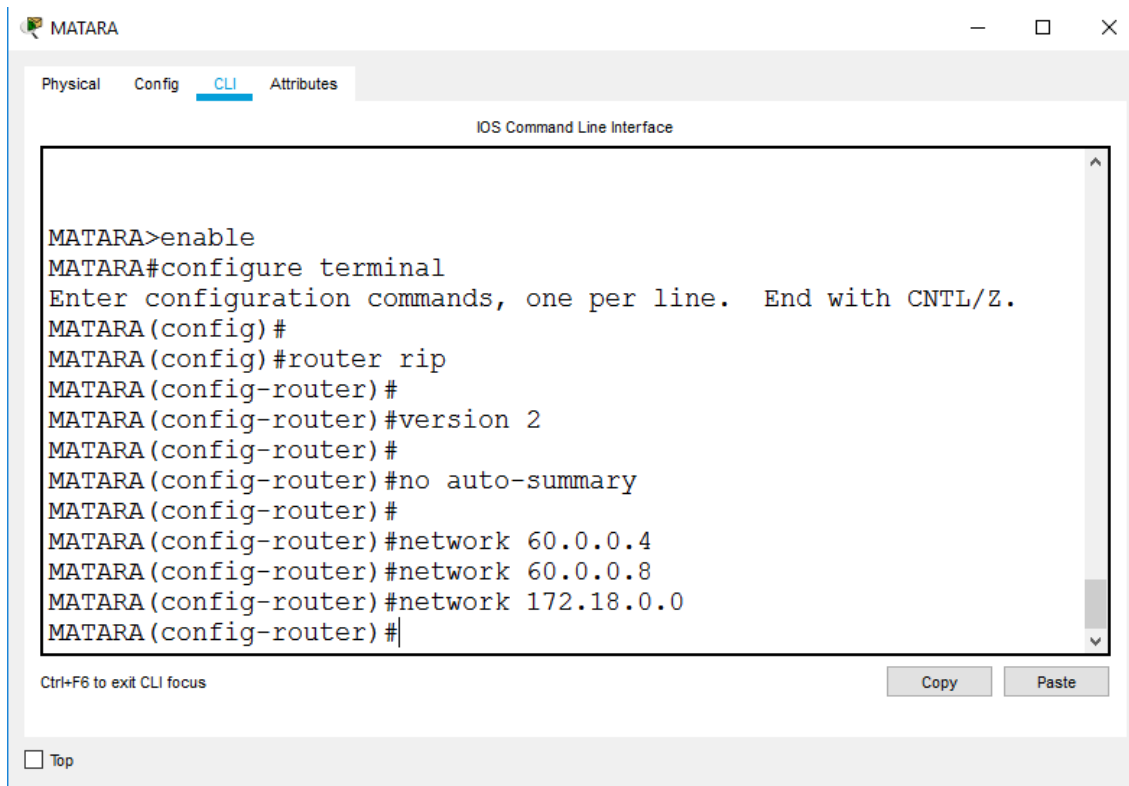 MATARA
Physical Config CLI Attributes
IOS Command Line Interface
MATARA>enable
MATARA#configure terminal
Enter configuration commands, one per line.  End with CNTL/Z.
MATARA(config)#
MATARA(config)#router rip
MATARA(config-router)#
MATARA(config-router)#version 2
MATARA(config-router)#
MATARA(config-router)#no auto-summary
MATARA(config-router)#
MATARA(config-router)#network 60.0.0.4
MATARA(config-router)#network 60.0.0.8
MATARA(config-router)#network 172.18.0.0
MATARA(config-router)#
Ctrl+F6 to exit CLI focus Copy Paste
Top